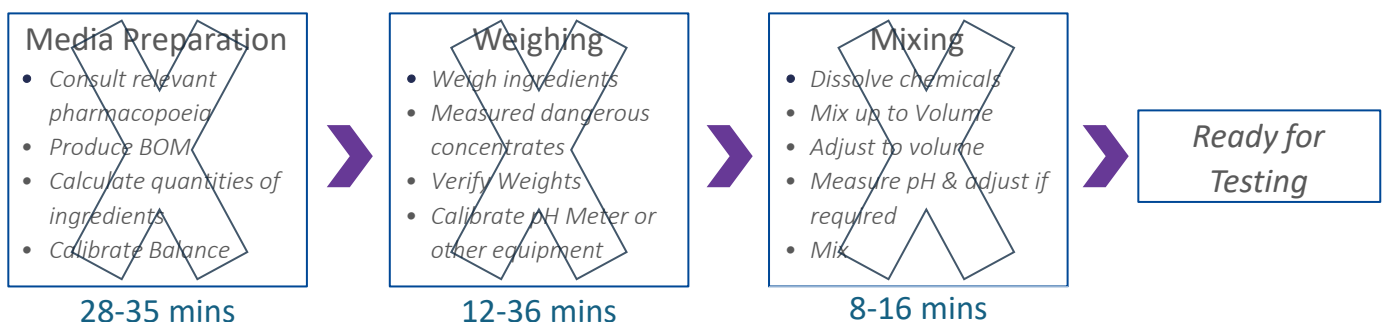 Media Preparation
• Consult relevant
pharmacopoeia
• Produce BOM
• Calculate quantities of
ingredients
• Calibrate Balance
28-35 mins
Weighing
• Weigh ingredients
• Measured dangerous
concentrates
• Verify Weights
• Calibrate pH Meter or
other equipment
12-36 mins
Mixing
• Dissolve chemicals
• Mix up to Volume
• Adjust to volume
• Measure pH & adjust if
required
• Mix
8-16 mins
Ready for
Testing